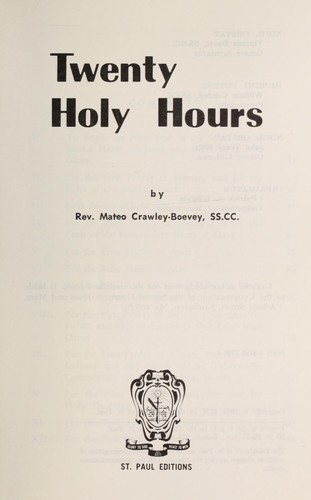 Twenty
Holy Hours
by
Rev. Mateo Crawley-Boevey, SS.CC.
ST. PAUL EDITIONS